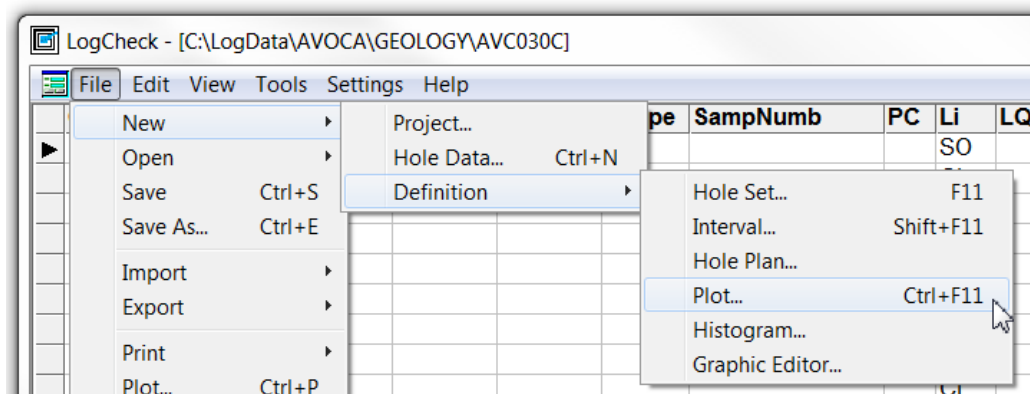 LogCheck - [C:\LogData\AVOCA\GEOLOGY\AVC030C]
File Edit View Tools Settings Help
pe SampNumb PC Li LQ
SO
New
Open
Save Ctrl+S
Save As... Ctrl+E
Import
Export
Print
Plot... Ctrl+P
Project...
Hole Data... Ctrl+N
Definition
Hole Set... F11
Interval... Shift+F11
Hole Plan...
Plot... Ctrl+F11
Histogram...
Graphic Editor...